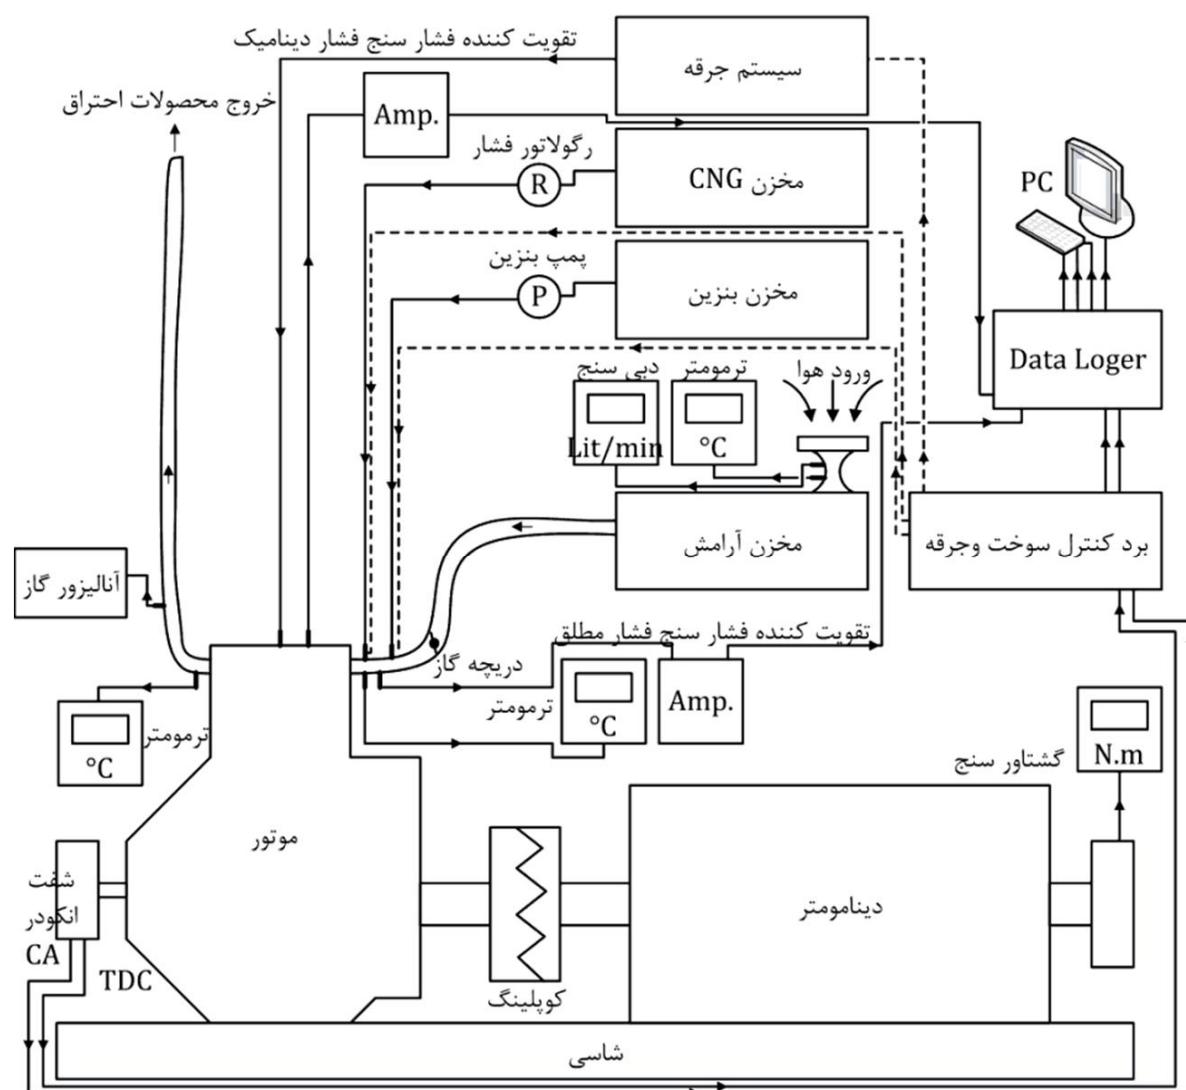 تقویت کننده فشار سنج فشار دینامیک
سیستم جرقه
خروج محصولات احتراق
Amp.
رگولاتور فشار
R
مخزن CNG
PC
پمپ بنزین
P
مخزن بنزین
Data Loger
دبی سنج
ترمومتر
ورود هوا
Lit/min
°C
مخزن آرامش
برد کنترل سوخت وجرقه
آنالیزور گاز
تقویت کننده فشار سنج فشار مطلق
دریچه گاز
ترمومتر
°C
Amp.
ترمومتر
°C
گشتاور سنج
N.m
موتور
شفت
انکودر
CA
TDC
دینامومتر
کوپلینگ
شاسی